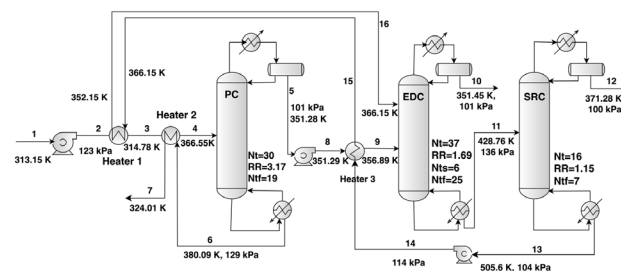 16
352.15 K
366.15 K
15
PC
EDC
SRC
5
101 kPa
351.28 K
10
351.45 K,
101 kPa
12
371.28 K
100 kPa
366.15 K
Heater 2
1
313.15 K
2
123 kPa
3
314.78 K
Heater 1
4
366.55K
8
351.29 K
9
356.89 K
Heater 3
11
428.76 K
136 kPa
Nt=30
RR=3.17
Ntf=19
Nt=37
RR=1.69
Nts=6
Ntf=25
Nt=16
RR=1.15
Ntf=7
7
324.01 K
6
380.09 K, 129 kPa
14
114 kPa
13
505.6 K, 104 kPa